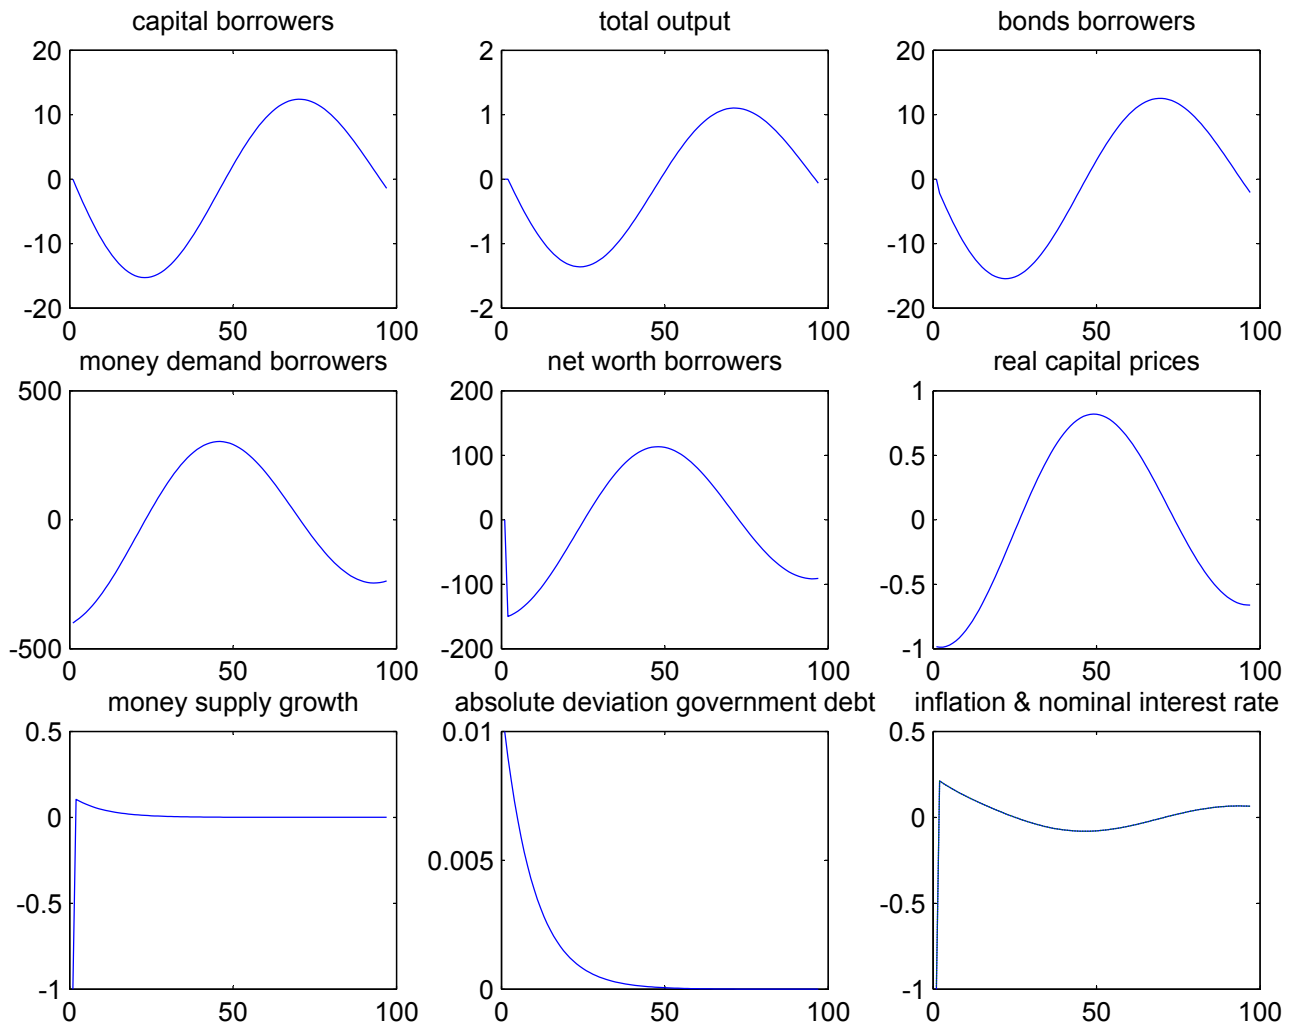 capital borrowers
20
10
0
-10
-20
0 50 100
total output
2
1
0
-1
-2
0 50 100
bonds borrowers
20
10
0
-10
-20
0 50 100
money demand borrowers
500
0
-500
0 50 100
net worth borrowers
200
100
0
-100
-200
0 50 100
real capital prices
1
0.5
0
-0.5
-1
0 50 100
money supply growth
0.5
0
-0.5
-1
0 50 100
absolute deviation government debt
0.01
0.005
0
0 50 100
inflation & nominal interest rate
0.5
0
-0.5
-1
0 50 100